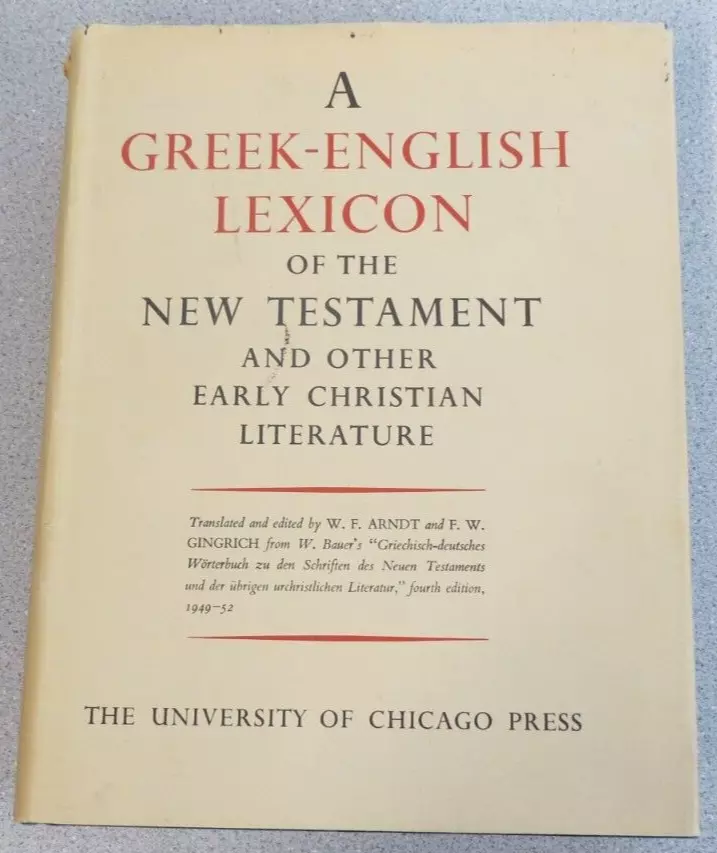 A
GREEK-ENGLISH
LEXICON
OF THE
NEW TESTAMENT
AND OTHER
EARLY CHRISTIAN
LITERATURE
Translated and edited by W. F. ARNDT and F. W.
GINGRICH from W. Bauer's “Griechisch-deutsches
Wörterbuch zu den Schriften des Neuen Testaments
und der übrigen urchristlichen Literatur,” fourth edition,
1949–52
THE UNIVERSITY OF CHICAGO PRESS